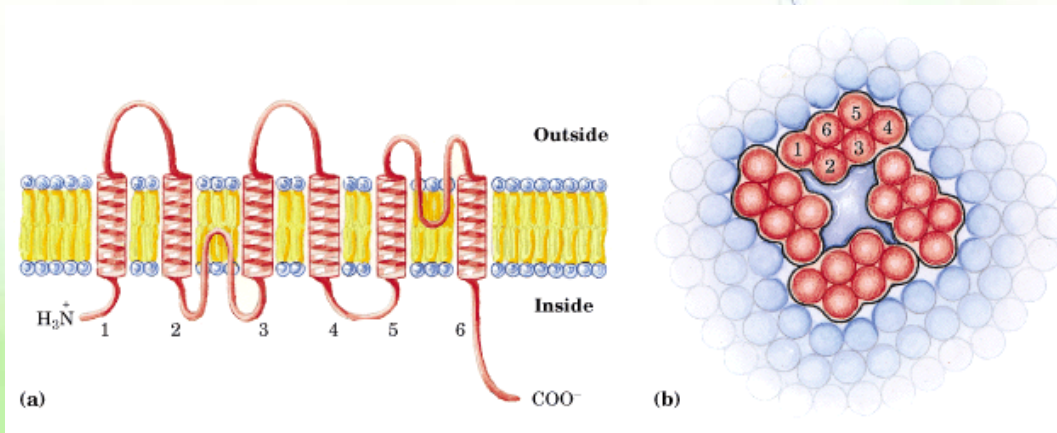 Outside
Inside
H₃N⁺
1 2 3 4 5 6
COO⁻
(a)
5
6 4
1 3
2
(b)